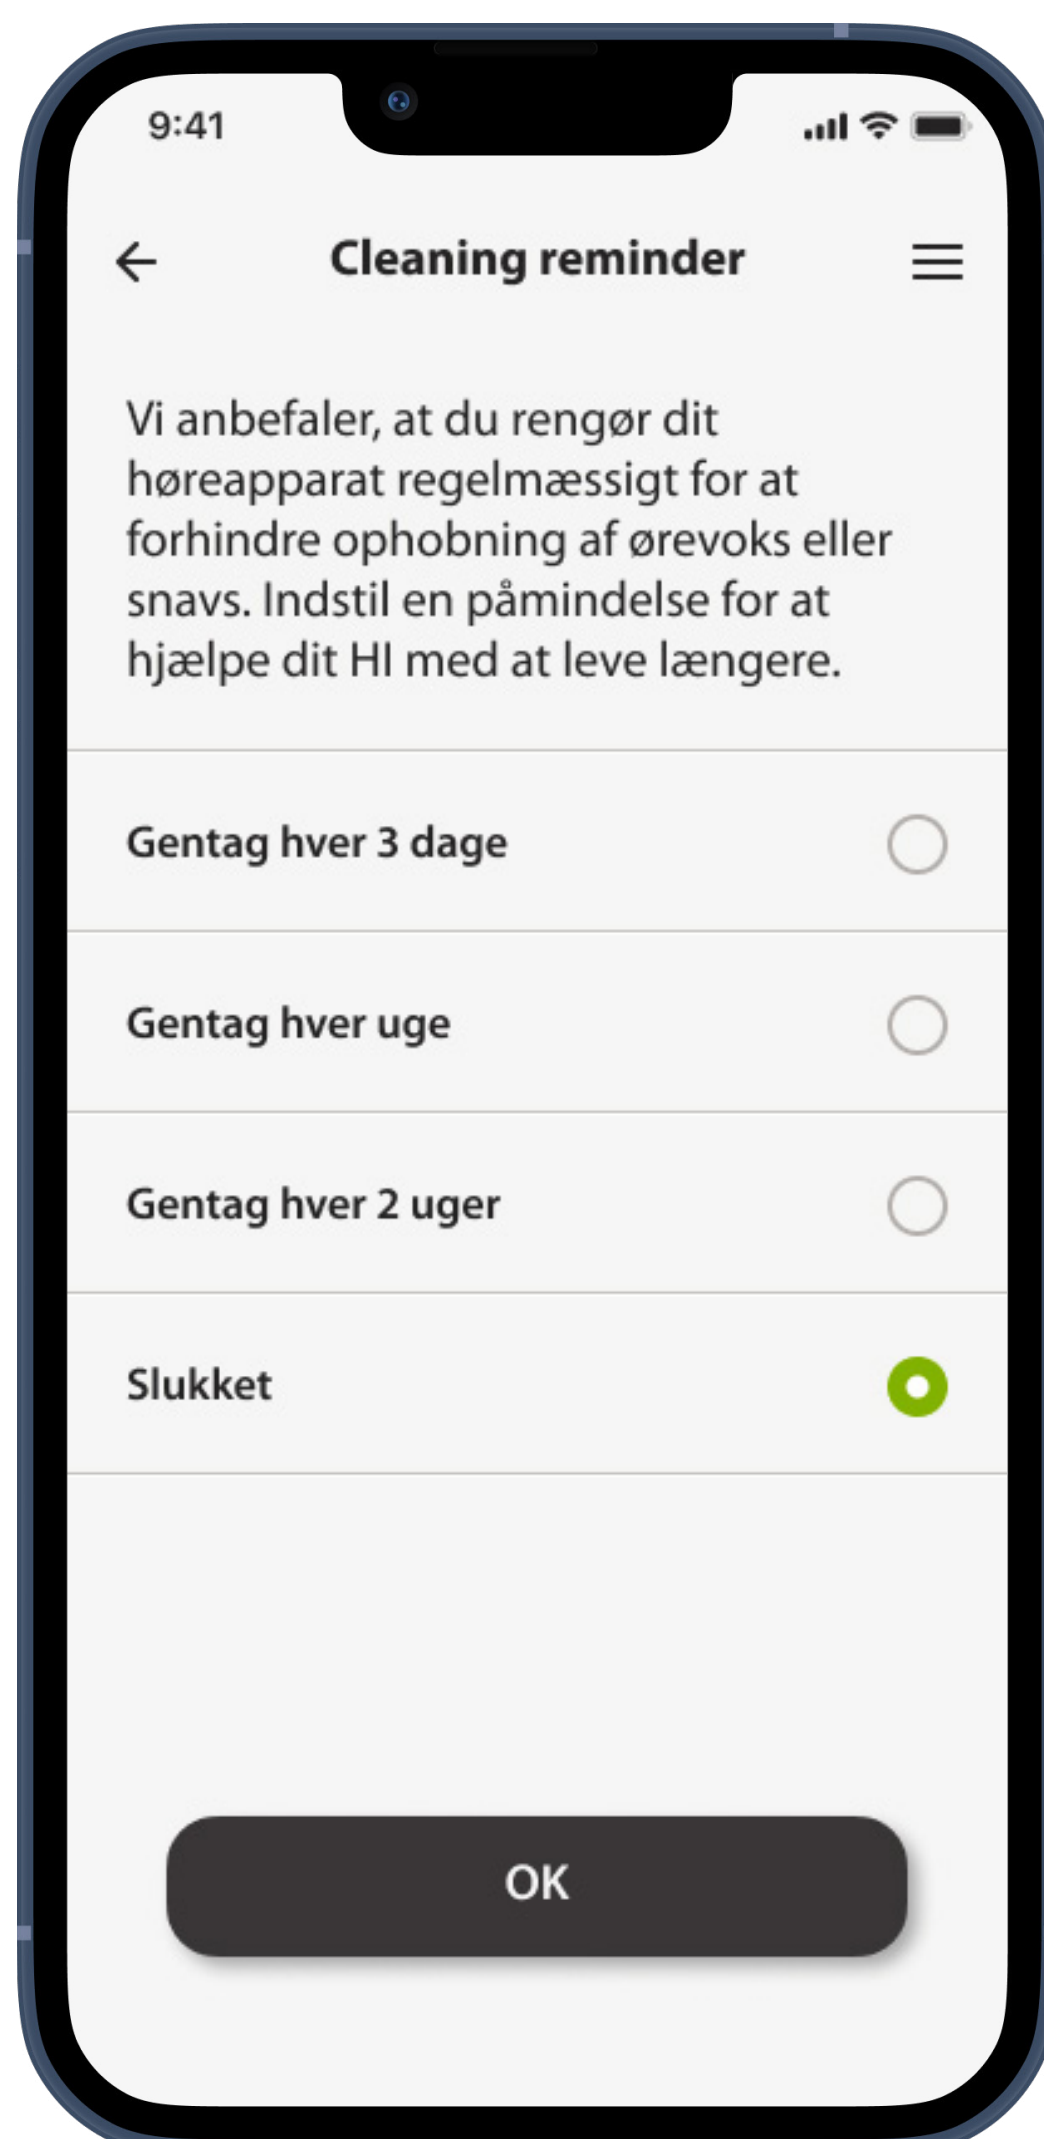 9:41
Cleaning reminder
Vi anbefaler, at du rengør dit
høreapparat regelmæssigt for at
forhindre ophobning af ørevoks eller
snavs. Indstil en påmindelse for at
hjælpe dit HI med at leve længere.
Gentag hver 3 dage
Gentag hver uge
Gentag hver 2 uger
Slukket
OK